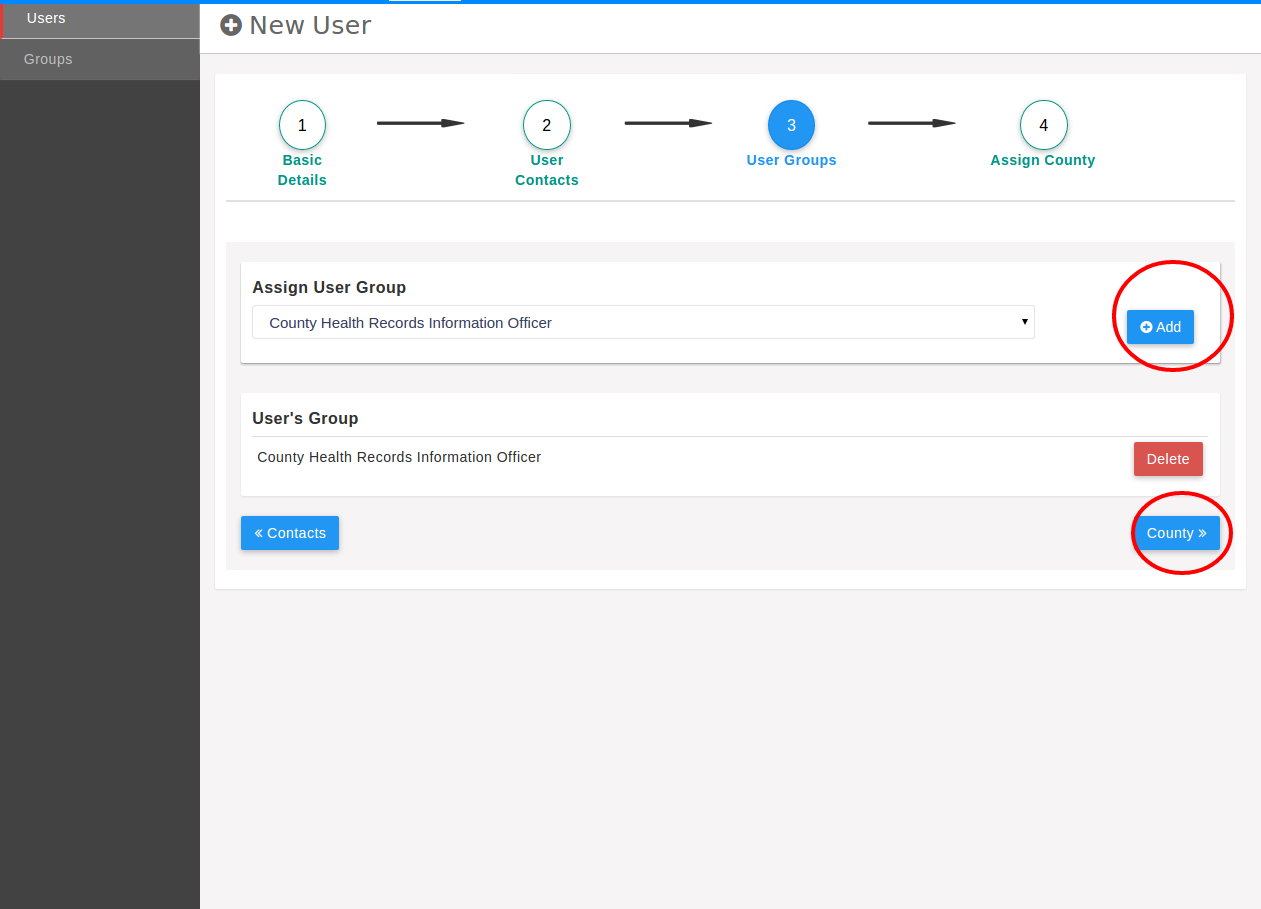 Users
Groups
New User
1
2
3
4
Basic
Details
User
Contacts
User Groups
Assign County
Assign User Group
County Health Records Information Officer
Add
User's Group
County Health Records Information Officer
Delete
« Contacts
County »